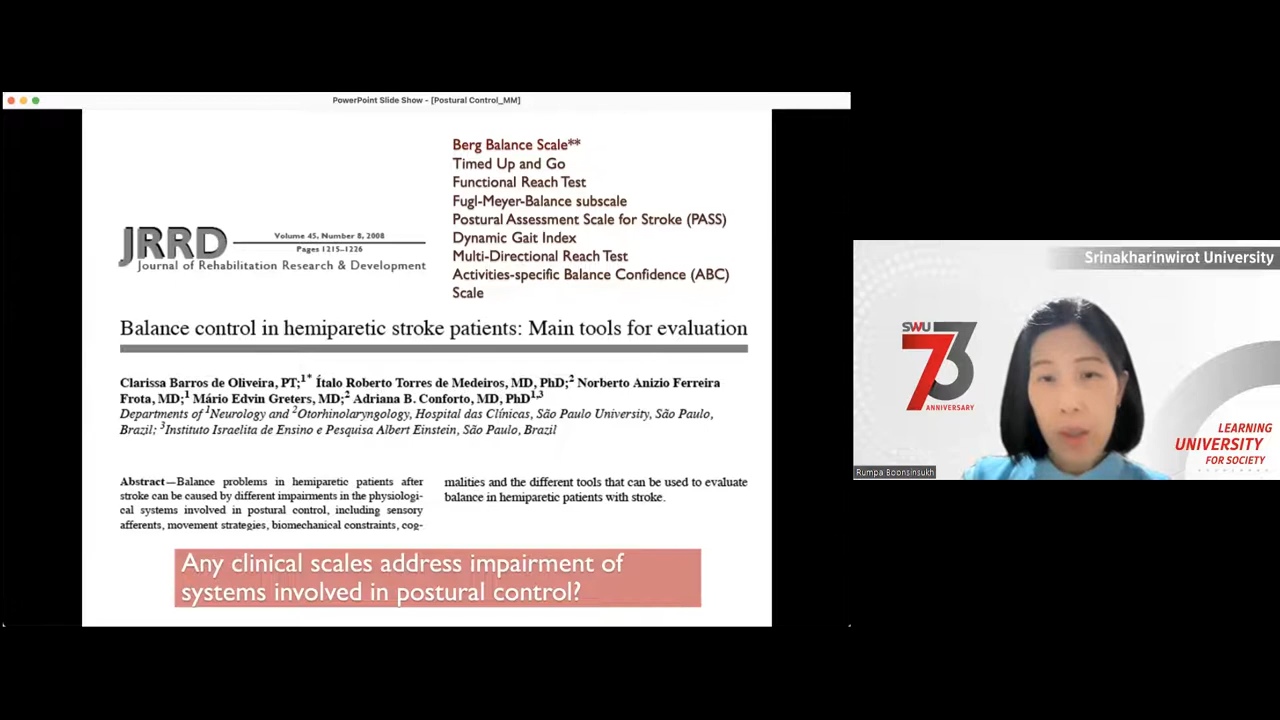 PowerPoint Slide Show - [Postural Control_MM]
Berg Balance Scale**
Timed Up and Go
Functional Reach Test
Fugl-Meyer-Balance subscale
Postural Assessment Scale for Stroke (PASS)
Dynamic Gait Index
Multi-Directional Reach Test
Activities-specific Balance Confidence (ABC)
Scale
JRRD
Volume 45, Number 8, 2008
Pages 1215–1226
Journal of Rehabilitation Research & Development
Balance control in hemiparetic stroke patients: Main tools for evaluation
Clarissa Barros de Oliveira, PT;1* Ítalo Roberto Torres de Medeiros, MD, PhD;2 Norberto Anizio Ferreira
Frota, MD;1 Mário Edvin Greters, MD;2 Adriana B. Conforto, MD, PhD1,3
Departments of 1Neurology and 2Otorhinolaryngology, Hospital das Clínicas, São Paulo University, São Paulo,
Brazil; 3Instituto Israelita de Ensino e Pesquisa Albert Einstein, São Paulo, Brazil
Abstract—Balance problems in hemiparetic patients after
stroke can be caused by different impairments in the physiologi-
cal systems involved in postural control, including sensory
afferents, movement strategies, biomechanical constraints, cog-
malities and the different tools that can be used to evaluate
balance in hemiparetic patients with stroke.
Any clinical scales address impairment of
systems involved in postural control?
Srinakharinwirot University
SWU
73
ANNIVERSARY
LEARNING
UNIVERSITY
FOR SOCIETY
Rumpa Boonsinsukh